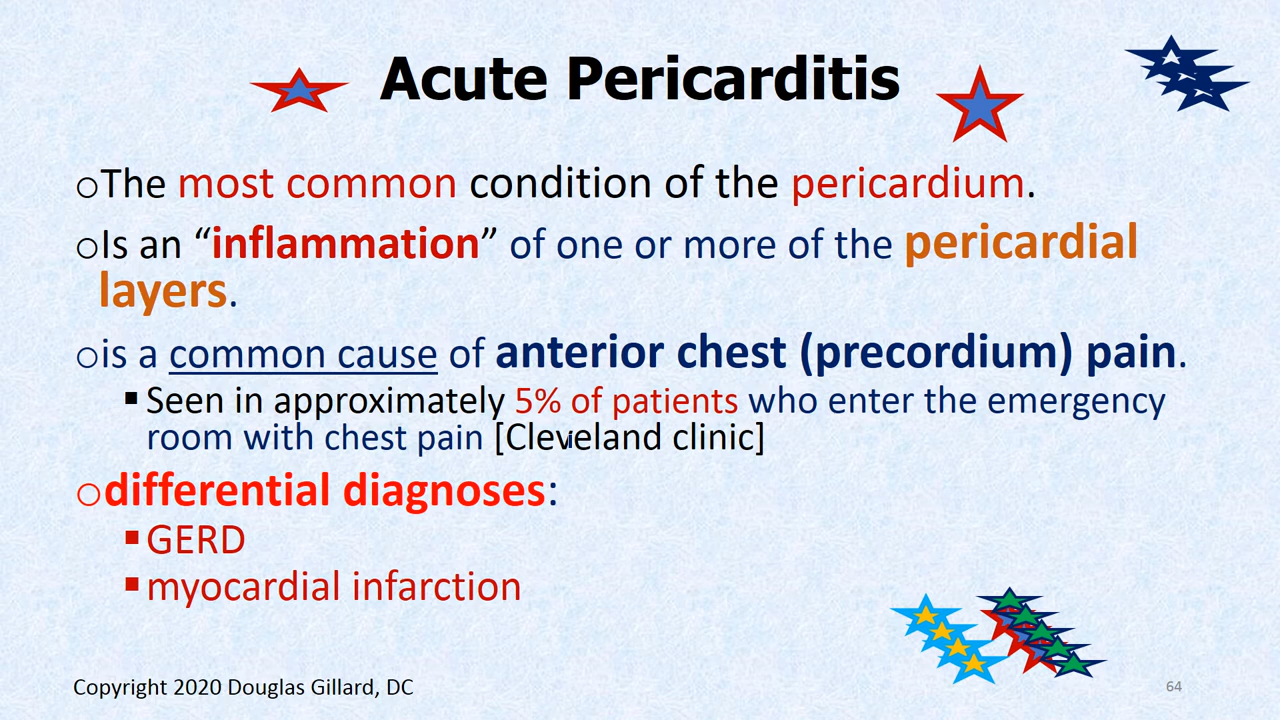 Acute Pericarditis
oThe most common condition of the pericardium.
oIs an “inflammation” of one or more of the pericardial
layers.
ois a common cause of anterior chest (precordium) pain.
▪Seen in approximately 5% of patients who enter the emergency
room with chest pain [Cleveland clinic]
odifferential diagnoses:
▪GERD
▪myocardial infarction
Copyright 2020 Douglas Gillard, DC
64